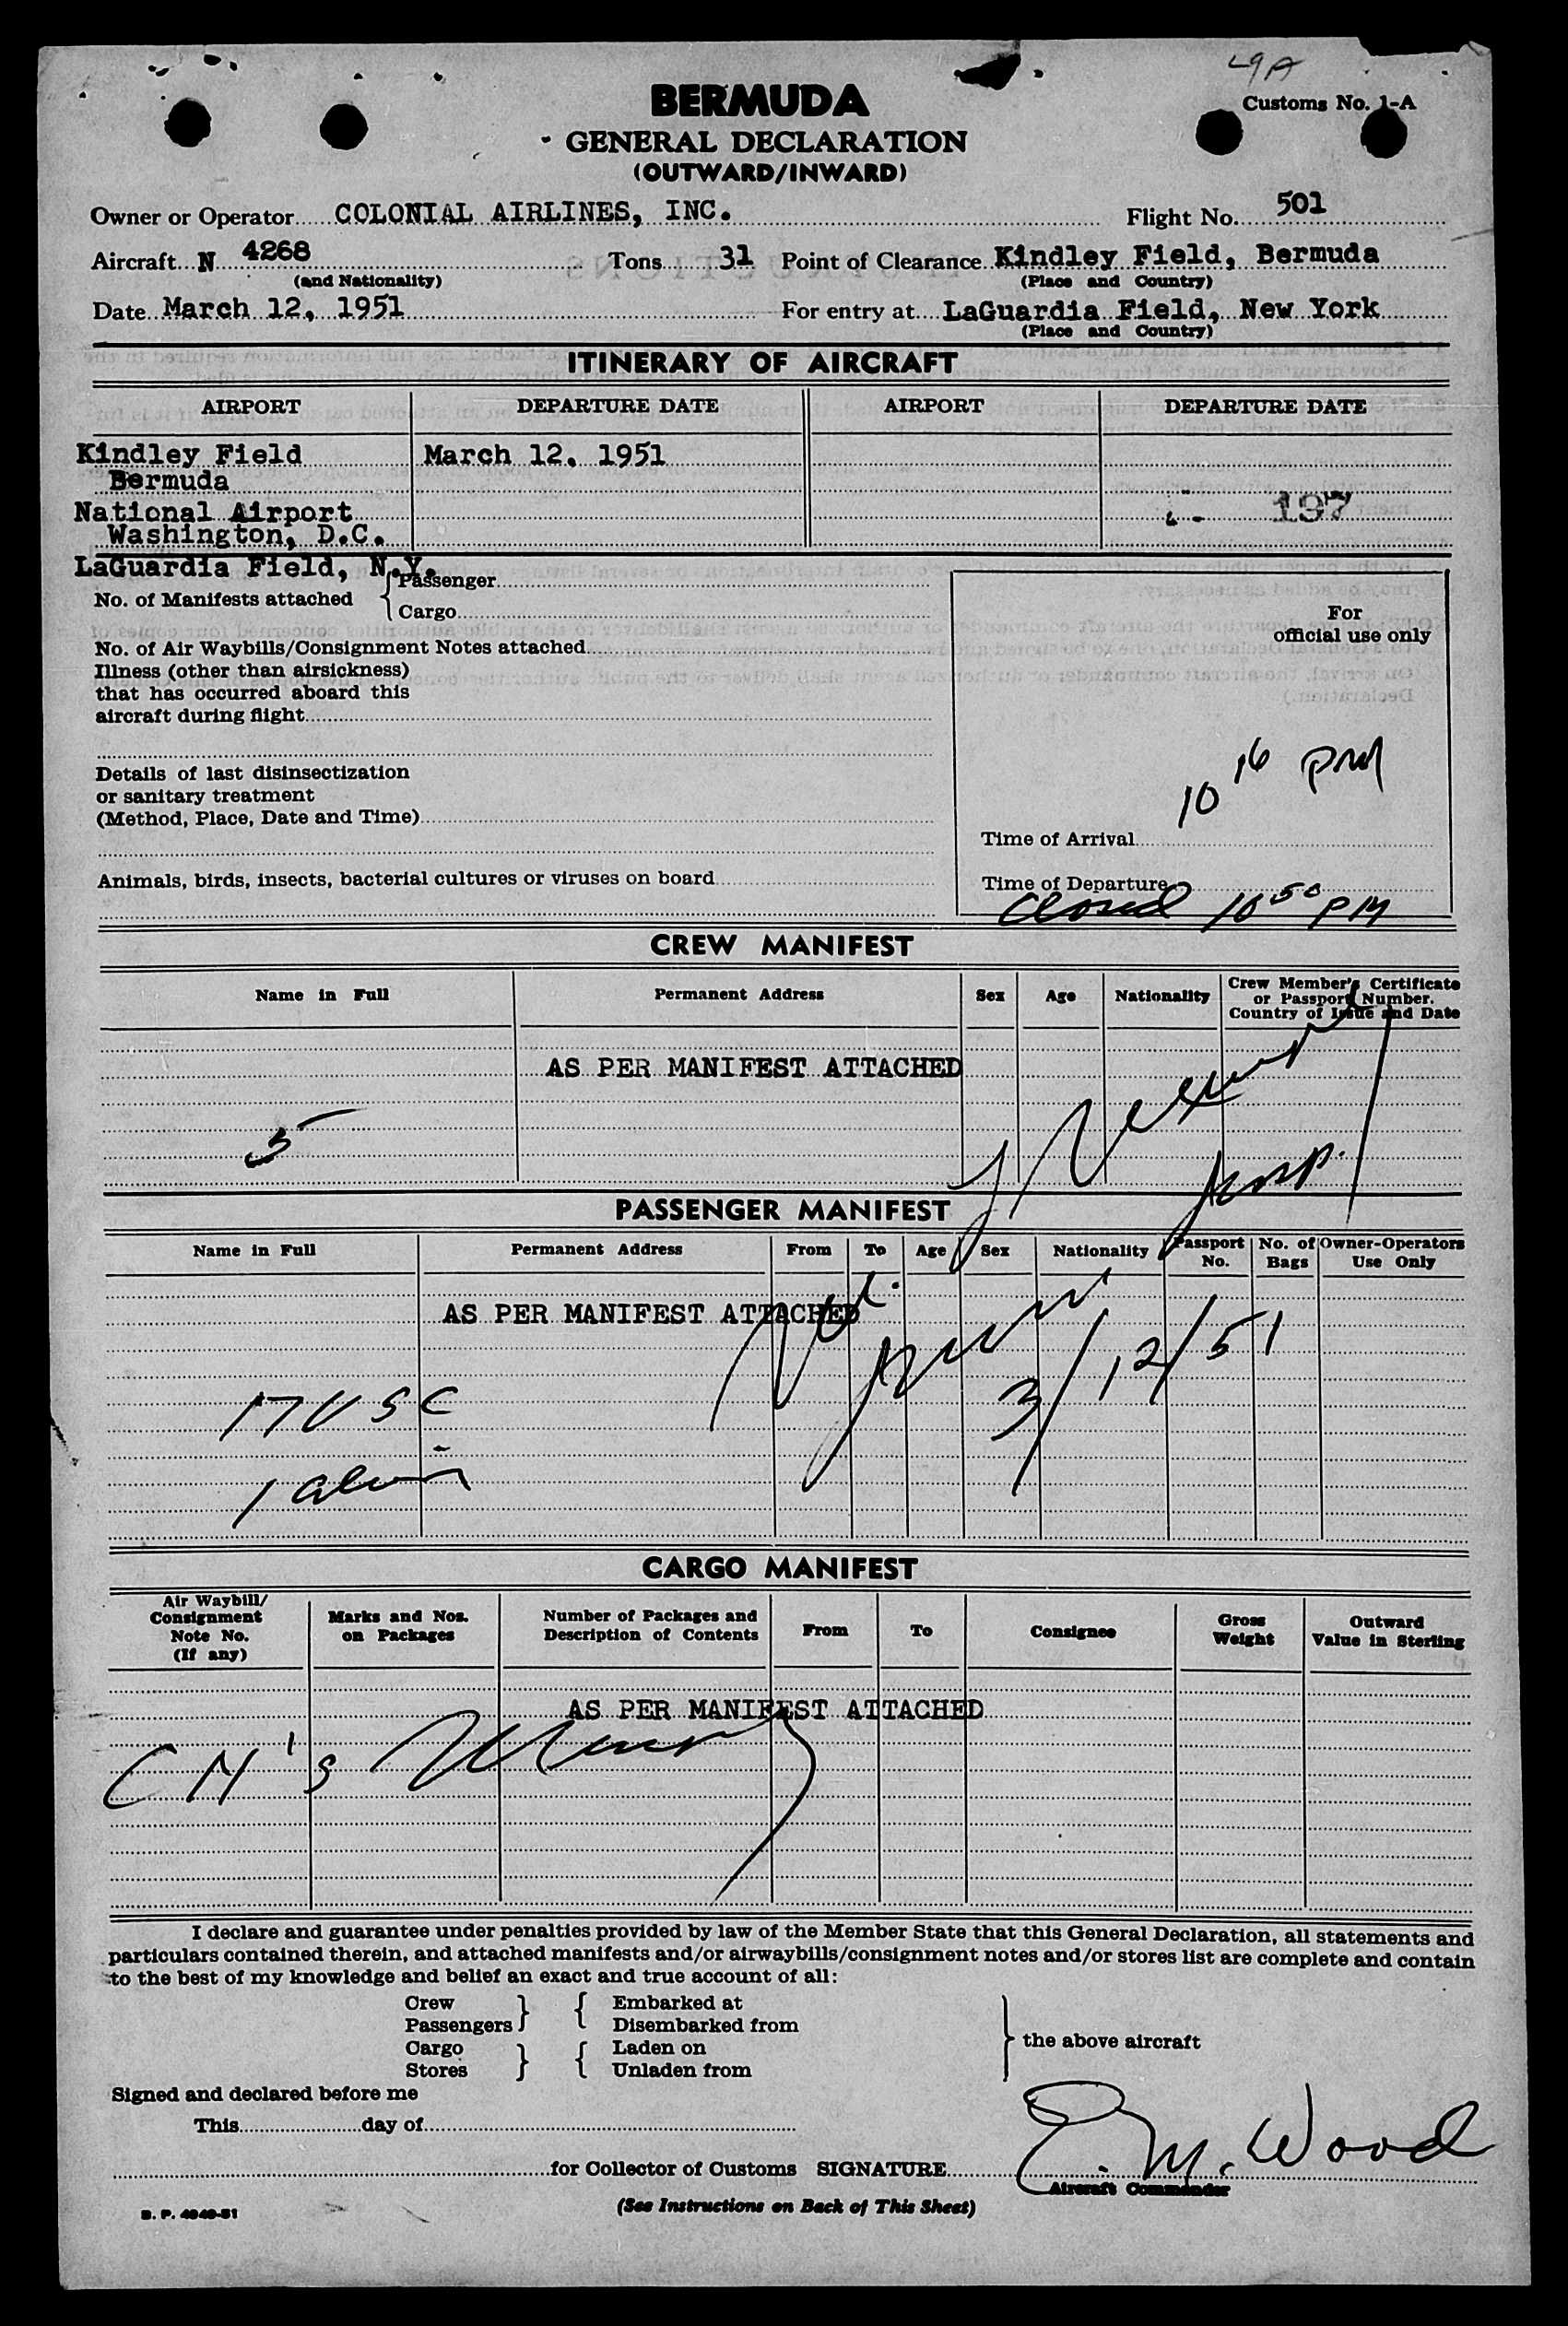 49A
Customs No. 1-A
BERMUDA
GENERAL DECLARATION
(OUTWARD/INWARD)
Owner or Operator COLONIAL AIRLINES, INC. Flight No. 501
Aircraft N 4268 Tons 31 Point of Clearance Kindley Field, Bermuda
(and Nationality) (Place and Country)
Date March 12, 1951 For entry at LaGuardia Field, New York
(Place and Country)
ITINERARY OF AIRCRAFT
AIRPORT DEPARTURE DATE AIRPORT DEPARTURE DATE
Kindley Field March 12, 1951
Bermuda
National Airport 197
Washington, D.C.
LaGuardia Field, N.Y.
Passenger
No. of Manifests attached
Cargo
For
official use only
No. of Air Waybills/Consignment Notes attached
Illness (other than airsickness)
that has occurred aboard this
aircraft during flight
Details of last disinsectization
or sanitary treatment
(Method, Place, Date and Time)
10 16 PM
Time of Arrival
Animals, birds, insects, bacterial cultures or viruses on board
Time of Departure
Closed 10 50 PM
CREW MANIFEST
Name in Full Permanent Address Sex Age Nationality Crew Member's Certificate
or Passport Number.
Country of Issue and Date
AS PER MANIFEST ATTACHED
5
Insp.
PASSENGER MANIFEST
Name in Full Permanent Address From To Age Sex Nationality Passport No. No. of Bags Owner-Operators Use Only
AS PER MANIFEST ATTACHED
3/12/51
17 USC
1 alien
CARGO MANIFEST
Air Waybill/
Consignment
Note No.
(If any)
Marks and Nos.
on Packages
Number of Packages and
Description of Contents
From To Consignee
Gross
Weight
Outward
Value in Sterling
AS PER MANIFEST ATTACHED
CM's
I declare and guarantee under penalties provided by law of the Member State that this General Declaration, all statements and
particulars contained therein, and attached manifests and/or airwaybills/consignment notes and/or stores list are complete and contain
to the best of my knowledge and belief an exact and true account of all:
Crew Embarked at
Passengers Disembarked from
the above aircraft
Cargo Laden on
Stores Unladen from
Signed and declared before me
This day of
for Collector of Customs SIGNATURE E. M. Wood
Aircraft Commander
(See Instructions on Back of This Sheet)
B. P. 4049-51